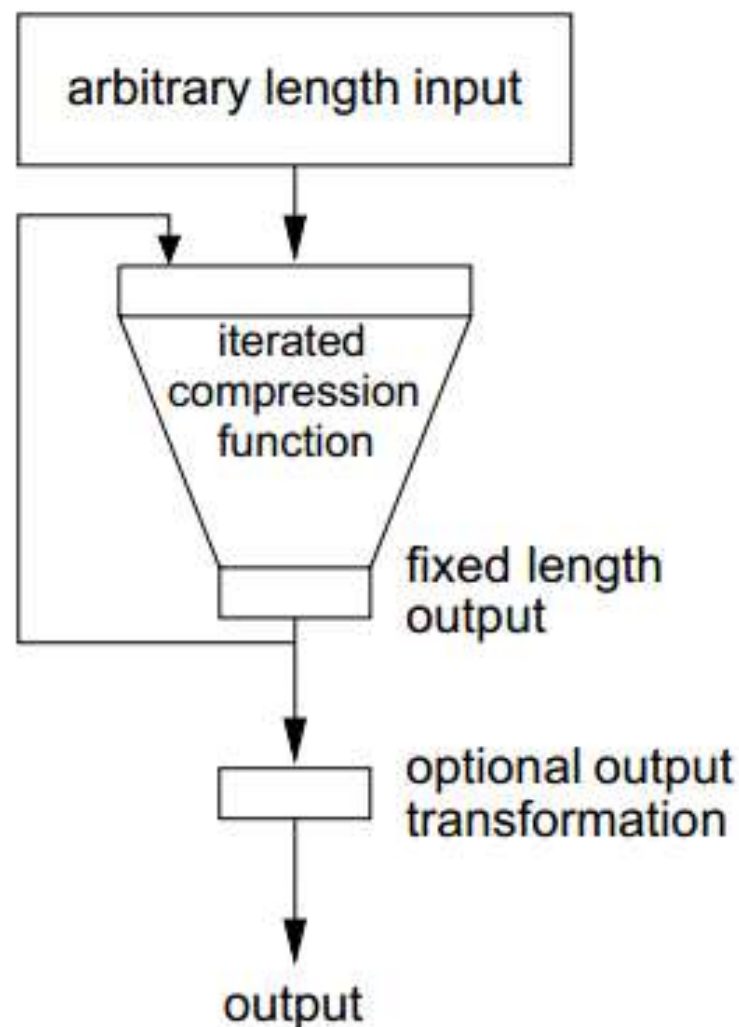 arbitrary length input
iterated
compression
function
fixed length
output
optional output
transformation
output